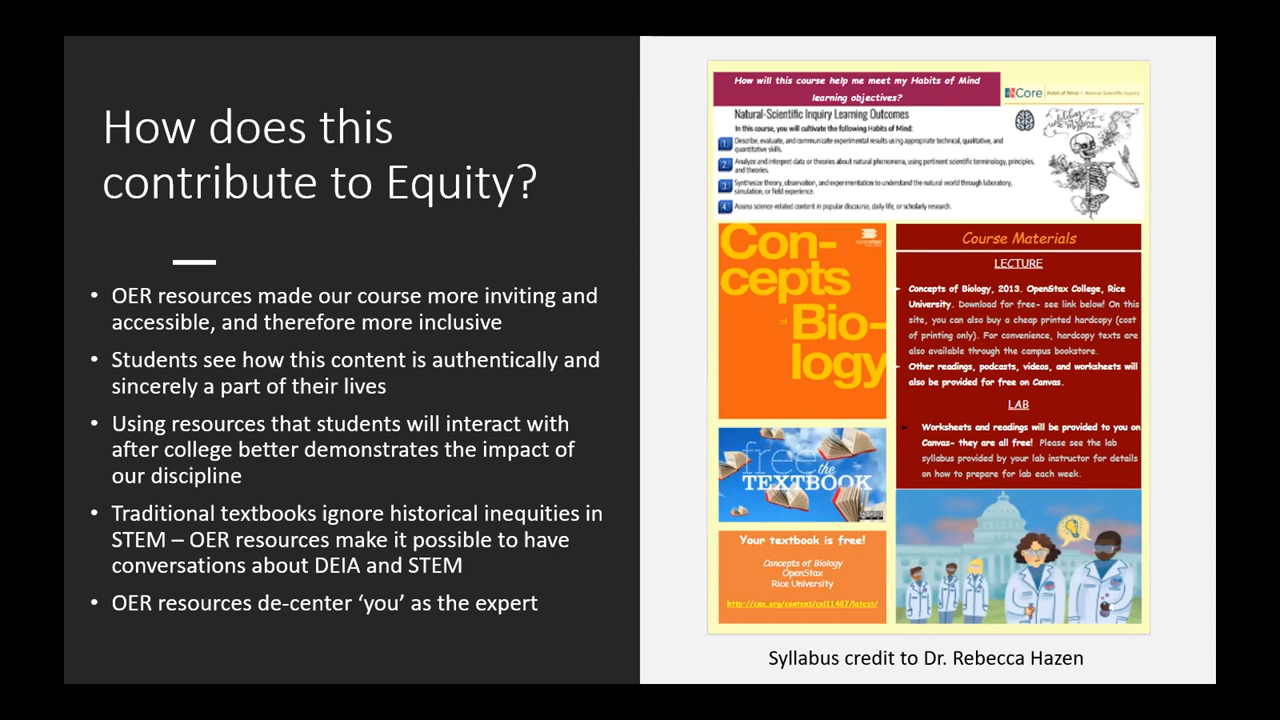 How does this
contribute to Equity?
• OER resources made our course more inviting and
accessible, and therefore more inclusive
• Students see how this content is authentically and
sincerely a part of their lives
• Using resources that students will interact with
after college better demonstrates the impact of
our discipline
• Traditional textbooks ignore historical inequities in
STEM – OER resources make it possible to have
conversations about DEIA and STEM
• OER resources de-center ‘you’ as the expert
How will this course help me meet my Habits of Mind
learning objectives?
Core Habit of Mind • Natural Scientific Inquiry
Natural-Scientific Inquiry Learning Outcomes
In this course, you will cultivate the following Habits of Mind:
1. Describe, evaluate, and communicate experimental results using appropriate technical, qualitative, and
quantitative skills.
2. Analyze and interpret data or theories about natural phenomena, using pertinent scientific terminology, principles,
and theories.
3. Synthesize theory, observation, and experimentation to understand the natural world through laboratory,
simulation, or field experience.
4. Assess science-related content in popular discourse, daily life, or scholarly research.
Con-
cepts
of Bio-
logy
free the
TEXTBOOK
Your textbook is free!
Concepts of Biology
OpenStax
Rice University
http://cnx.org/content/col11487/latest/
Course Materials
LECTURE
Concepts of Biology, 2013. OpenStax College, Rice
University. Download for free- see link below! On this
site, you can also buy a cheap printed hardcopy (cost
of printing only). For convenience, hardcopy texts are
also available through the campus bookstore.
Other readings, podcasts, videos, and worksheets will
also be provided for free on Canvas.
LAB
Worksheets and readings will be provided to you on
Canvas- they are all free! Please see the lab
syllabus provided by your lab instructor for details
on how to prepare for lab each week.
Syllabus credit to Dr. Rebecca Hazen